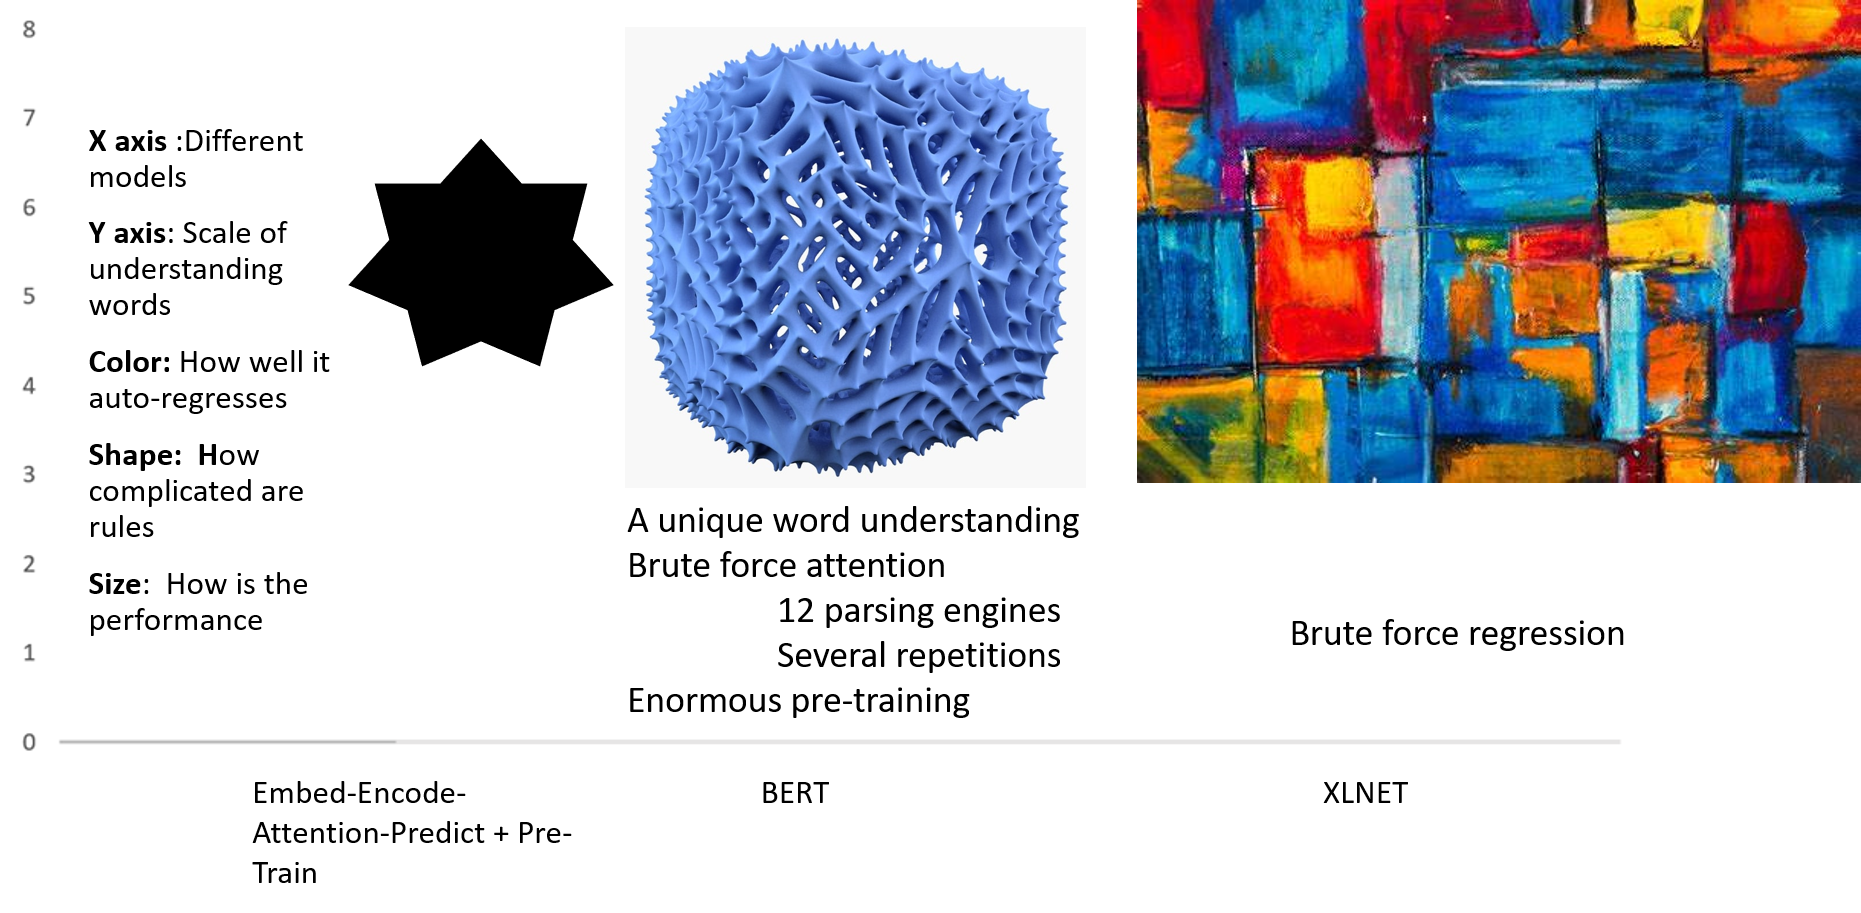 8
7
6
5
4
3
2
1
0
X axis :Different
models
Y axis: Scale of
understanding
words
Color: How well it
auto-regresses
Shape:  How
complicated are
rules
Size:  How is the
performance
A unique word understanding
Brute force attention
12 parsing engines
Several repetitions
Enormous pre-training
Brute force regression
Embed-Encode-
Attention-Predict + Pre-
Train
BERT
XLNET